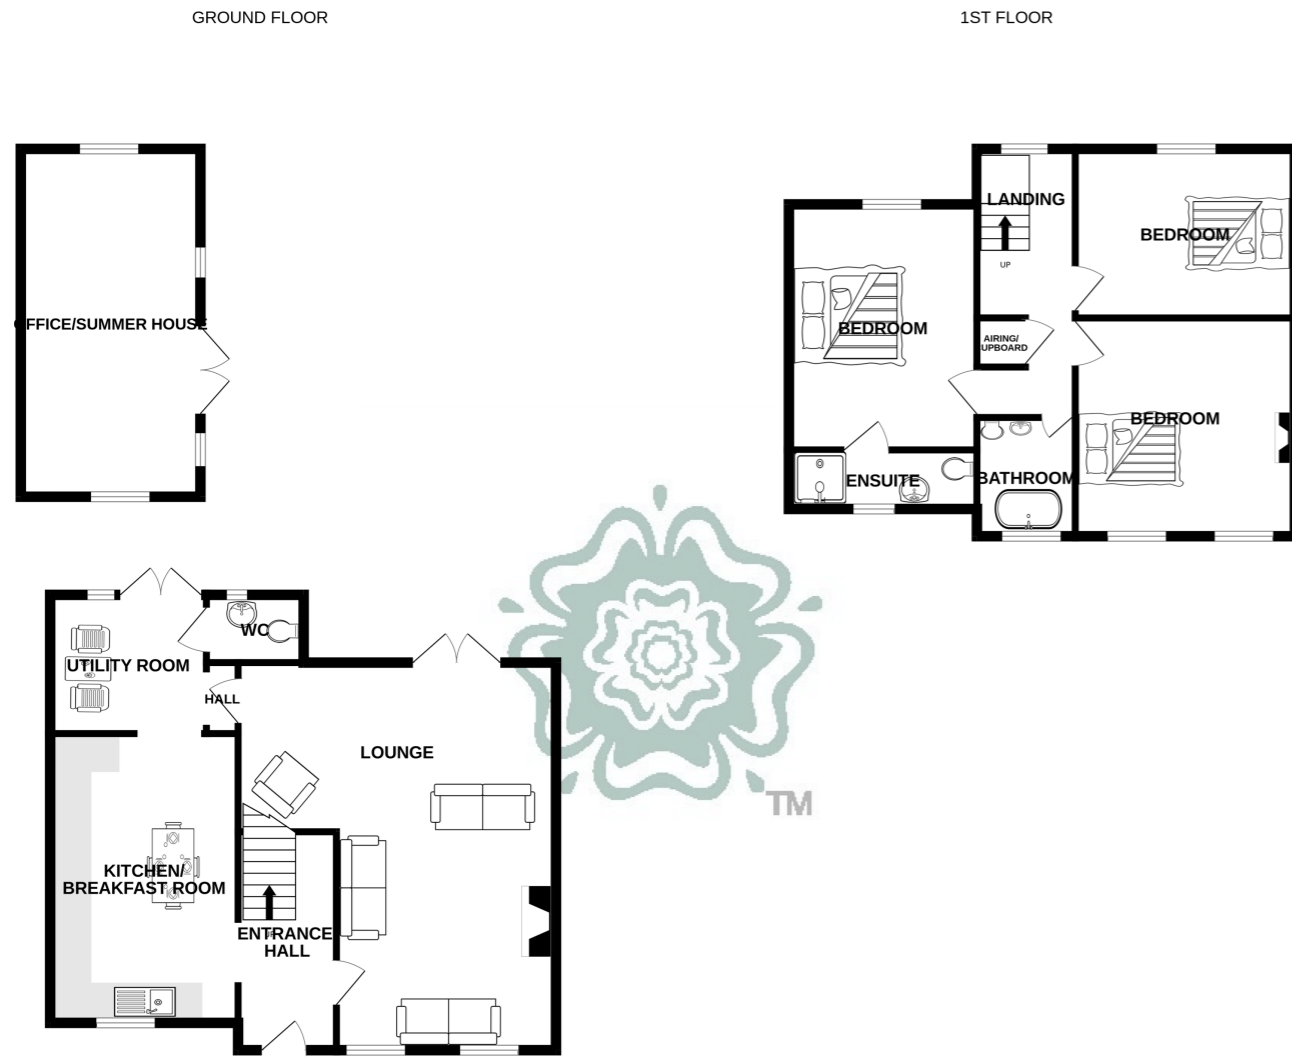 GROUND FLOOR
1ST FLOOR
OFFICE/SUMMER HOUSE
LANDING
UP
BEDROOM
BEDROOM
AIRING/
UPBOARD
BEDROOM
ENSUITE
BATHROOM
WC
UTILITY ROOM
HALL
LOUNGE
TM
KITCHEN/
BREAKFAST ROOM
ENTRANCE
HALL